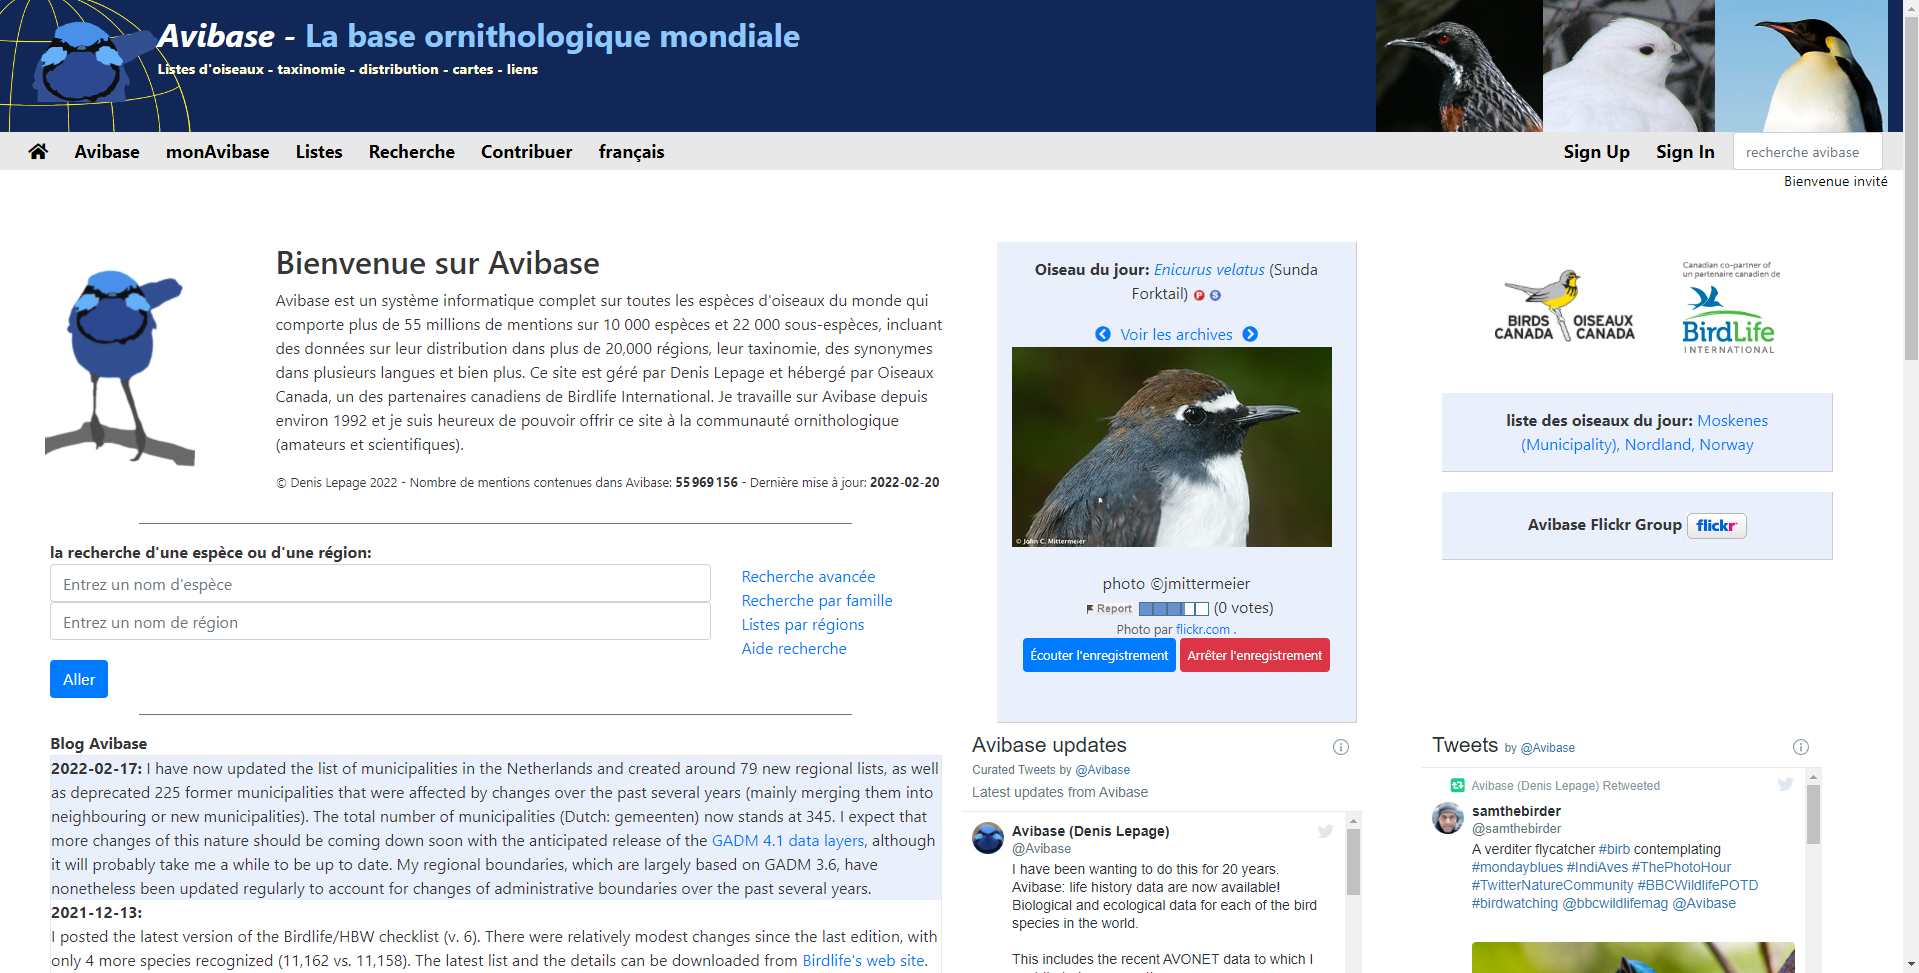 Avibase - La base ornithologique mondiale
Listes d'oiseaux - taxinomie - distribution - cartes - liens
Avibase monAvibase Listes Recherche Contribuer français Sign Up Sign In recherche avibase
Bienvenue invité
Bienvenue sur Avibase
Avibase est un système informatique complet sur toutes les espèces d'oiseaux du monde qui
comporte plus de 55 millions de mentions sur 10 000 espèces et 22 000 sous-espèces, incluant
des données sur leur distribution dans plus de 20,000 régions, leur taxinomie, des synonymes
dans plusieurs langues et bien plus. Ce site est géré par Denis Lepage et hébergé par Oiseaux
Canada, un des partenaires canadiens de Birdlife International. Je travaille sur Avibase depuis
environ 1992 et je suis heureux de pouvoir offrir ce site à la communauté ornithologique
(amateurs et scientifiques).
© Denis Lepage 2022 - Nombre de mentions contenues dans Avibase: 55 969 156 - Dernière mise à jour: 2022-02-20
la recherche d'une espèce ou d'une région:
Entrez un nom d'espèce
Entrez un nom de région
Aller
Recherche avancée
Recherche par famille
Listes par régions
Aide recherche
Oiseau du jour: Enicurus velatus (Sunda
Forktail) P S
Voir les archives
© John C. Mittermeier
photo ©jmittermeier
Report (0 votes)
Photo par flickr.com .
Écouter l'enregistrement Arrêter l'enregistrement
BIRDS OISEAUX
CANADA CANADA
Canadian co-partner of
un partenaire canadien de
BirdLife
INTERNATIONAL
liste des oiseaux du jour: Moskenes
(Municipality), Nordland, Norway
Avibase Flickr Group flickr
Blog Avibase
2022-02-17: I have now updated the list of municipalities in the Netherlands and created around 79 new regional lists, as well
as deprecated 225 former municipalities that were affected by changes over the past several years (mainly merging them into
neighbouring or new municipalities). The total number of municipalities (Dutch: gemeenten) now stands at 345. I expect that
more changes of this nature should be coming down soon with the anticipated release of the GADM 4.1 data layers, although
it will probably take me a while to be up to date. My regional boundaries, which are largely based on GADM 3.6, have
nonetheless been updated regularly to account for changes of administrative boundaries over the past several years.
2021-12-13:
I posted the latest version of the Birdlife/HBW checklist (v. 6). There were relatively modest changes since the last edition, with
only 4 more species recognized (11,162 vs. 11,158). The latest list and the details can be downloaded from Birdlife's web site.
Avibase updates
Curated Tweets by @Avibase
Latest updates from Avibase
Avibase (Denis Lepage)
@Avibase
I have been wanting to do this for 20 years.
Avibase: life history data are now available!
Biological and ecological data for each of the bird
species in the world.
This includes the recent AVONET data to which I
Tweets by @Avibase
Avibase (Denis Lepage) Retweeted
samthebirder
@samthebirder
A verditer flycatcher #birb contemplating
#mondayblues #IndiAves #ThePhotoHour
#TwitterNatureCommunity #BBCWildlifePOTD
#birdwatching @bbcwildlifemag @Avibase